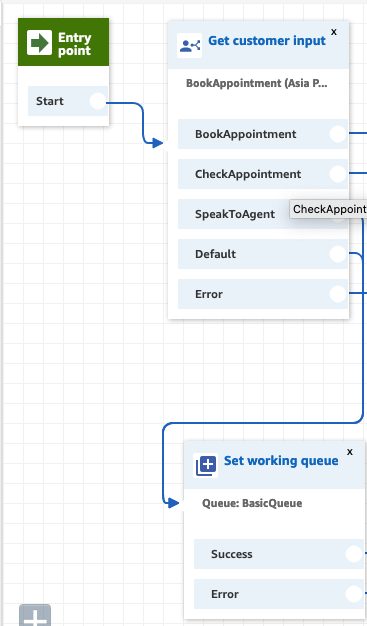 Entry
point
Start
Get customer input
x
BookAppointment (Asia P...
BookAppointment
CheckAppointment
SpeakToAgent
CheckAppoint
Default
Error
Set working queue
x
Queue: BasicQueue
Success
Error